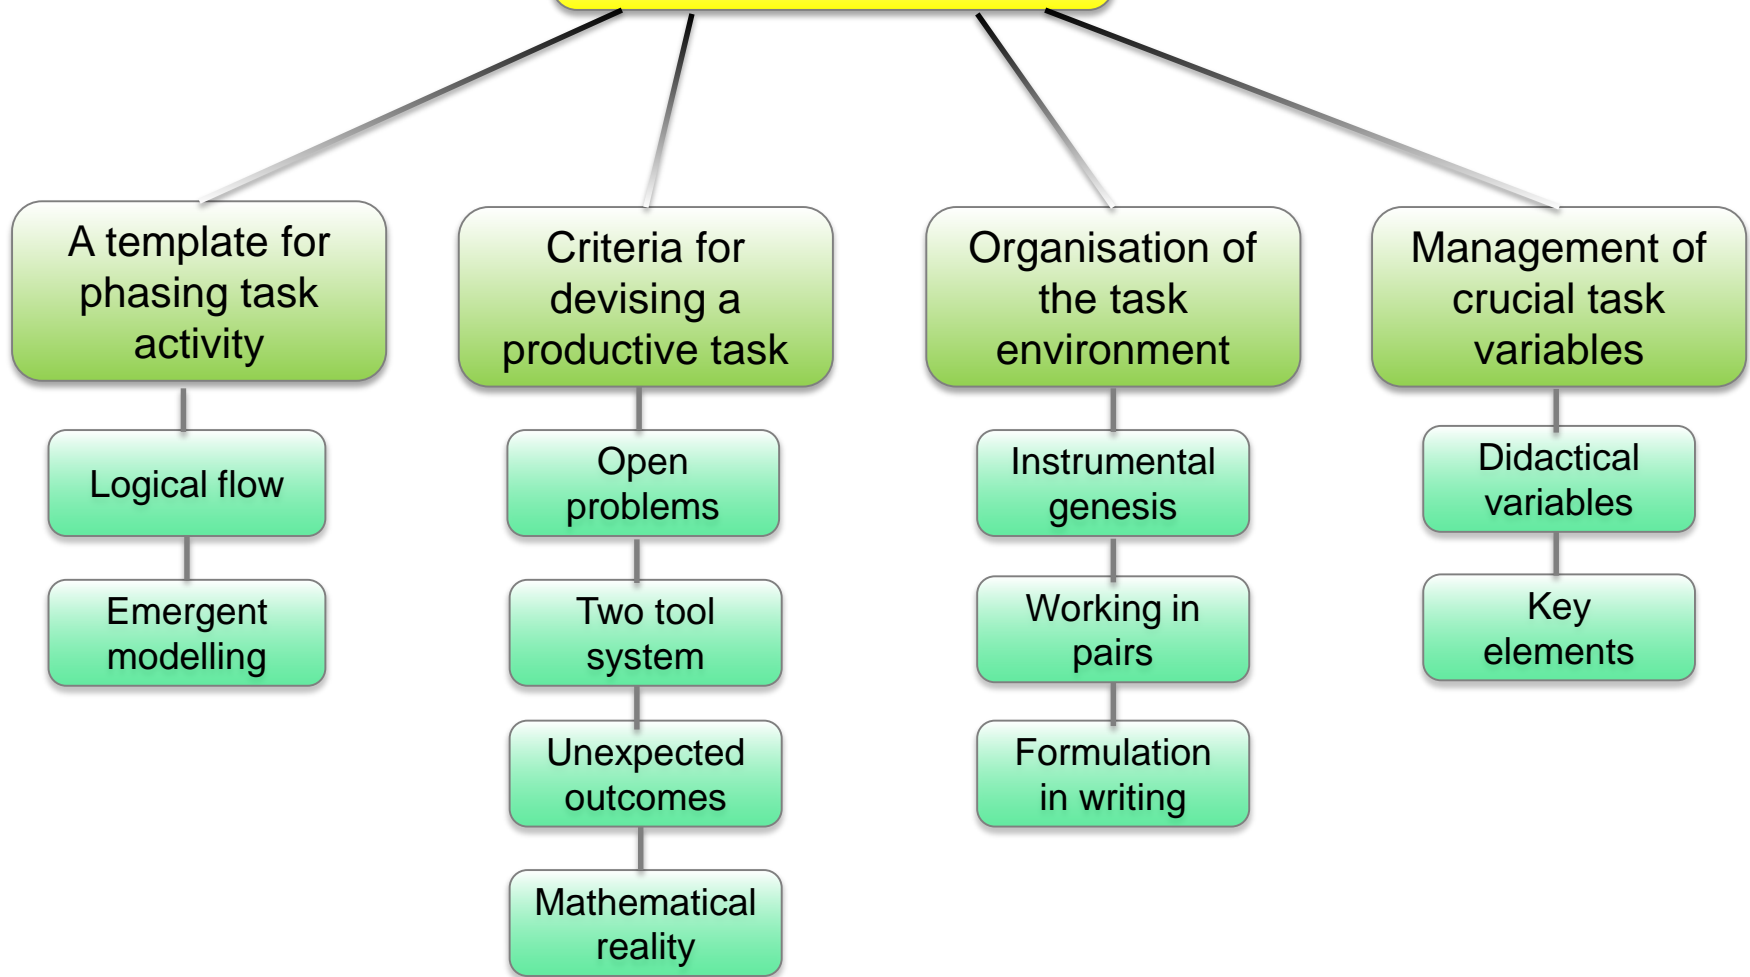 A template for
phasing task
activity
Logical flow
Emergent
modelling
Criteria for
devising a
productive task
Open
problems
Two tool
system
Unexpected
outcomes
Mathematical
reality
Organisation of
the task
environment
Instrumental
genesis
Working in
pairs
Formulation
in writing
Management of
crucial task
variables
Didactical
variables
Key
elements